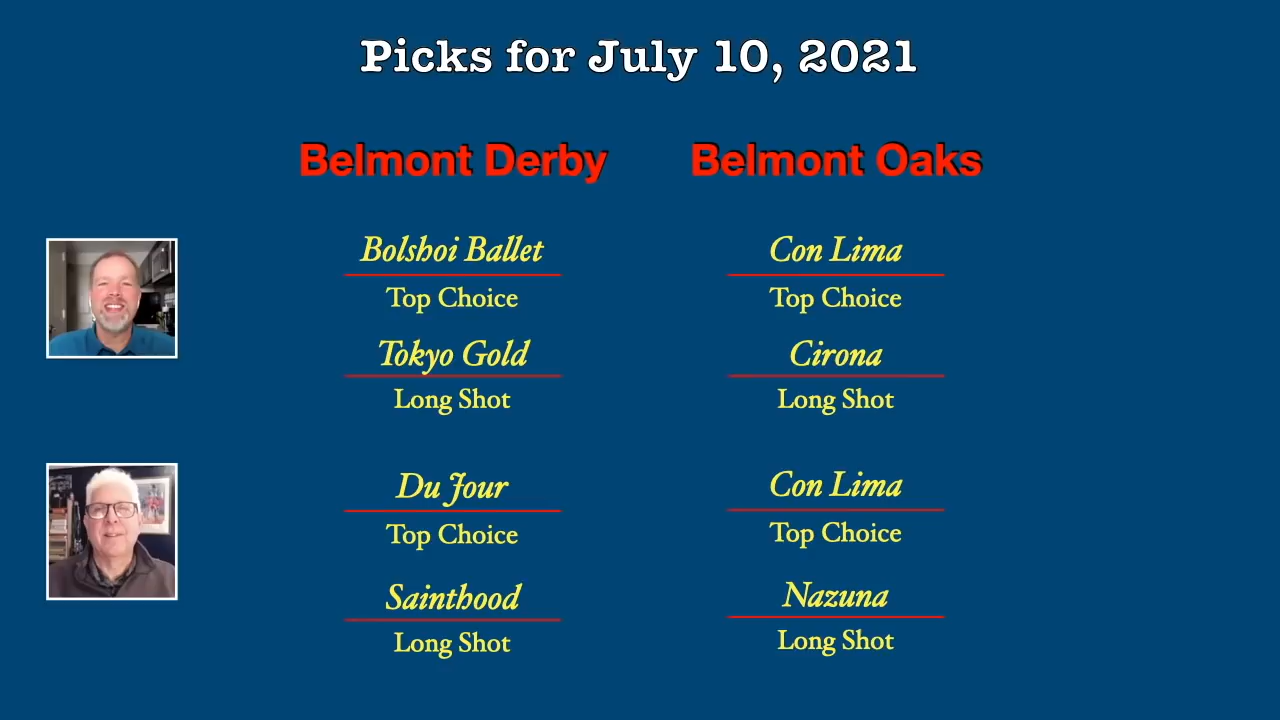 Picks for July 10, 2021
Belmont Derby Belmont Oaks
Bolshoi Ballet Con Lima
Top Choice Top Choice
Tokyo Gold Cirona
Long Shot Long Shot
Du Jour Con Lima
Top Choice Top Choice
Sainthood Nazuna
Long Shot Long Shot